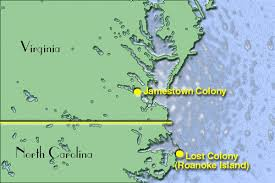 Virginia
Jamestown Colony
North Carolina
Lost Colony
(Roanoke Island)